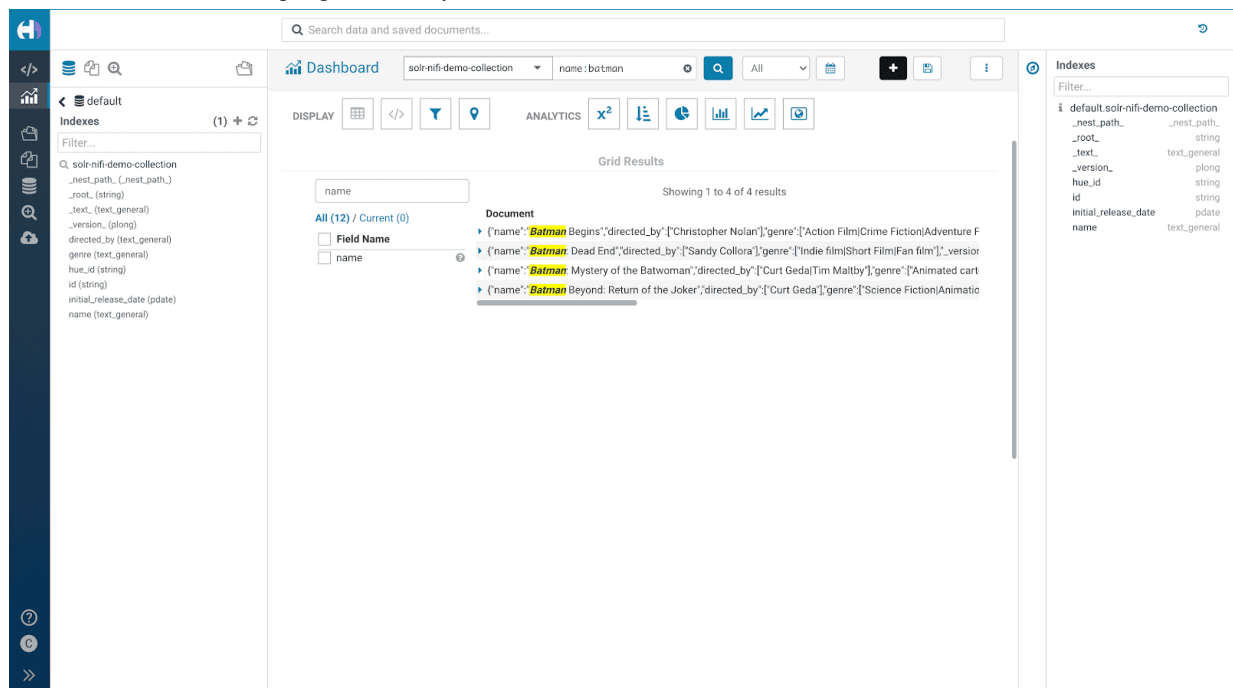 Search data and saved documents...
Dashboard
solr-nifi-demo-collection
name:batman
All
default
Indexes
(1)
Filter...
solr-nifi-demo-collection
_nest_path_ (_nest_path_)
_root_ (string)
_text_ (text_general)
_version_ (plong)
directed_by (text_general)
genre (text_general)
hue_id (string)
id (string)
initial_release_date (pdate)
name (text_general)
DISPLAY
</>
ANALYTICS
x²
Grid Results
name
Showing 1 to 4 of 4 results
All (12) / Current (0)
Field Name
name
Document
{"name":"Batman Begins","directed_by":["Christopher Nolan"],"genre":["Action Film|Crime Fiction|Adventure F
{"name":"Batman: Dead End","directed_by":["Sandy Collora"],"genre":["Indie film|Short Film|Fan film"],"_version
{"name":"Batman: Mystery of the Batwoman","directed_by":["Curt Geda|Tim Maltby"],"genre":["Animated cart
{"name":"Batman Beyond: Return of the Joker","directed_by":["Curt Geda"],"genre":["Science Fiction|Animatic
Indexes
Filter...
default.solr-nifi-demo-collection
_nest_path_ _nest_path_
_root_ string
_text_ text_general
_version_ plong
hue_id string
id string
initial_release_date pdate
name text_general
</>
C